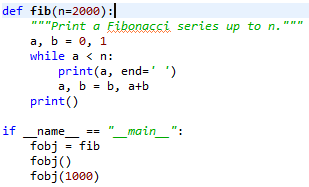 def fib(n=2000):
    """Print a Fibonacci series up to n."""
    a, b = 0, 1
    while a < n:
        print(a, end=' ')
        a, b = b, a+b
    print()

if __name__ == "__main__":
    fobj = fib
    fobj()
    fobj(1000)